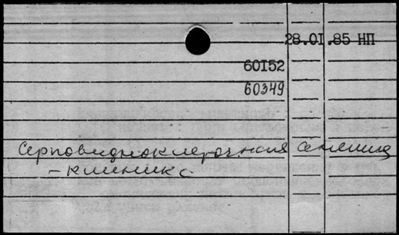 28.01.85 НП
60152
60349
Серповидноклеточная анемия
– клиника